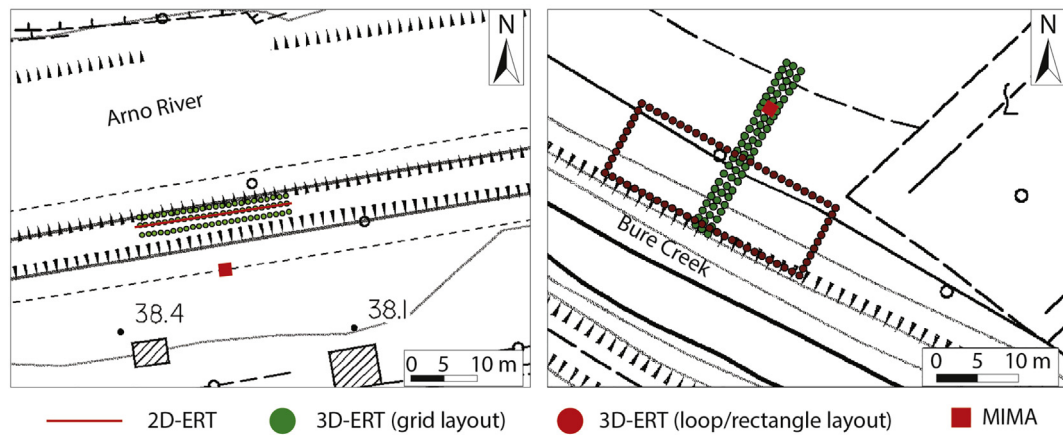 N
Arno River
38.4
38.1
0 5 10 m
N
Bure Creek
0 5 10 m
2D-ERT
3D-ERT (grid layout)
3D-ERT (loop/rectangle layout)
MIMA